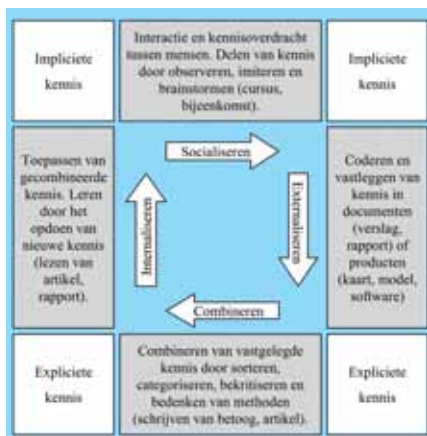 Impliciete
kennis
Interactie en kennisoverdracht
tussen mensen. Delen van kennis
door observeren, imiteren en
brainstormen (cursus,
bijeenkomst).
Impliciete
kennis
Toepassen van
gecombineerde
kennis. Leren
door het
opdoen van
nieuwe kennis
(lezen van
artikel,
rapport).
Socialiseren
Externaliseren
Internaliseren
Combineren
Coderen en
vastleggen van
kennis in
documenten
(verslag,
rapport) of
producten
(kaart, model,
software)
Expliciete
kennis
Combineren van vastgelegde
kennis door sorteren,
categoriseren, bekritiseren en
bedenken van methoden
(schrijven van betoog, artikel).
Expliciete
kennis